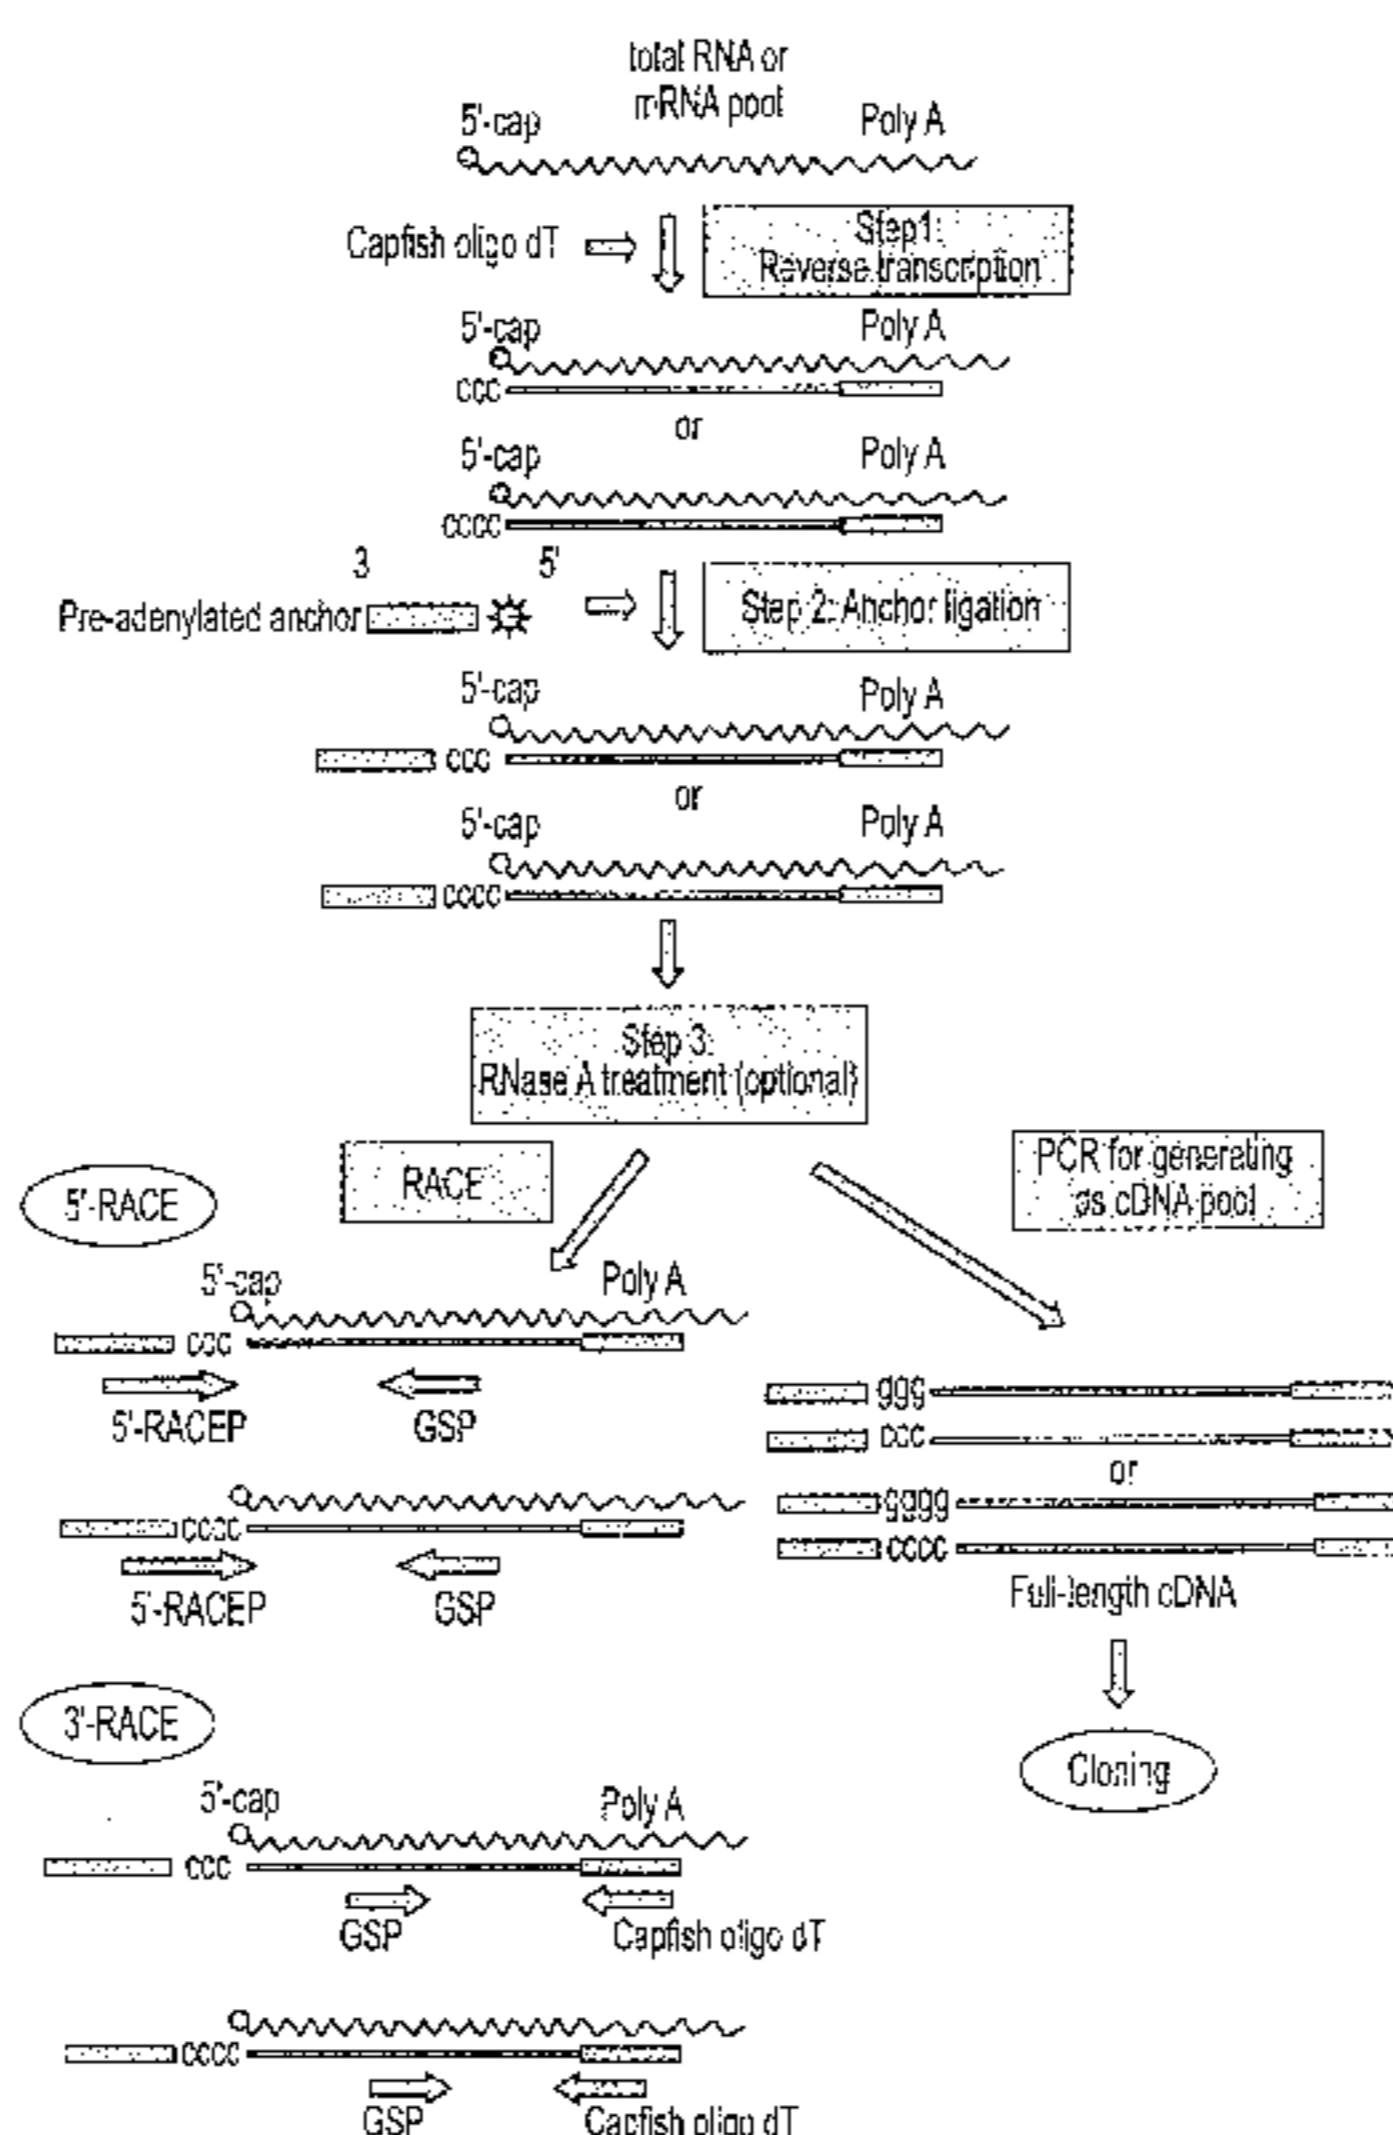 total RNA or
mRNA pool
5'-cap
Poly A
Capfish oligo dT
Step1:
Reverse transcription
5'-cap
Poly A
ccc
or
5'-cap
Poly A
cccc
3
5'
Pre-adenylated anchor
Step 2: Anchor ligation
5'-cap
Poly A
ccc
or
5'-cap
Poly A
cccc
Step 3:
RNase A treatment (optional)
RACE
PCR for generating
ds cDNA pool
5'-RACE
5'-cap
Poly A
ccc
5'-RACEP
GSP
cccc
5'-RACEP
GSP
ggg
ccc
or
gggg
cccc
Full-length cDNA
Cloning
3'-RACE
5'-cap
Poly A
ccc
GSP
Capfish oligo dT
cccc
GSP
Capfish oligo dT